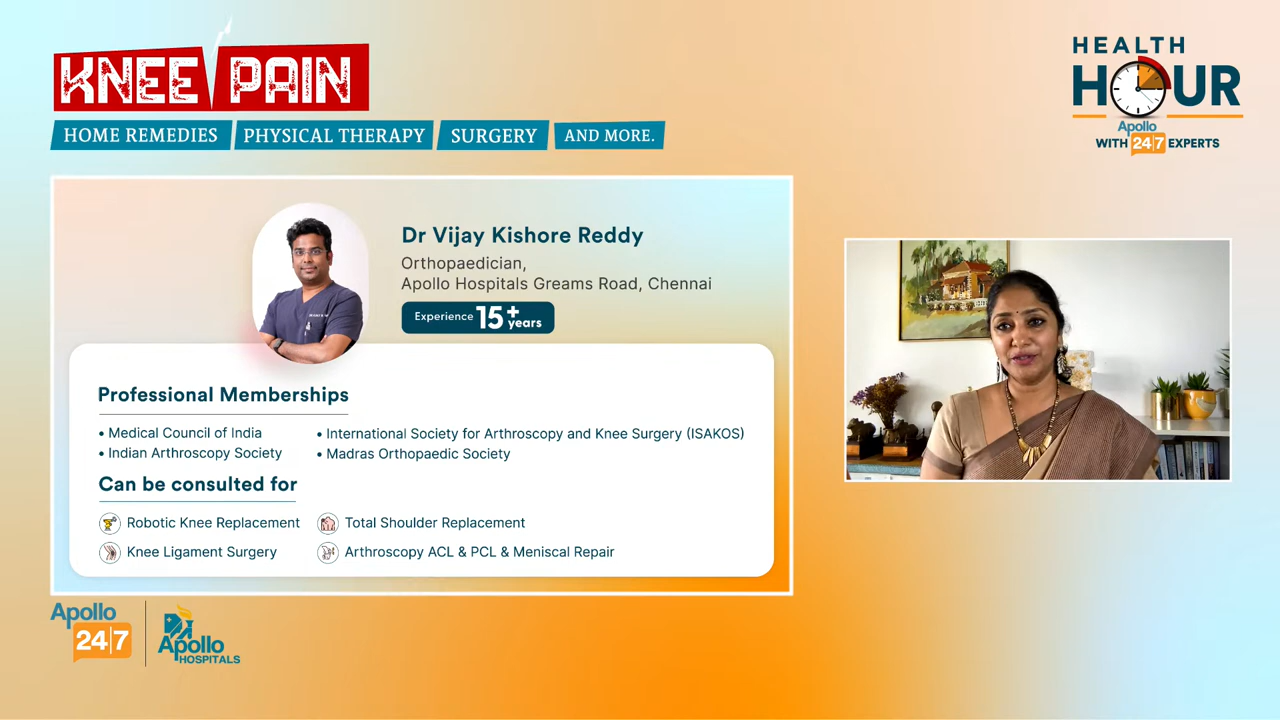 KNEE PAIN
HOME REMEDIES PHYSICAL THERAPY SURGERY AND MORE.
HEALTH
HOUR
Apollo
WITH 24|7 EXPERTS
Dr Vijay Kishore Reddy
Orthopaedician,
Apollo Hospitals Greams Road, Chennai
Experience 15+ years
Professional Memberships
• Medical Council of India
• Indian Arthroscopy Society
• International Society for Arthroscopy and Knee Surgery (ISAKOS)
• Madras Orthopaedic Society
Can be consulted for
Robotic Knee Replacement
Knee Ligament Surgery
Total Shoulder Replacement
Arthroscopy ACL & PCL & Meniscal Repair
Apollo
24|7
Apollo
HOSPITALS